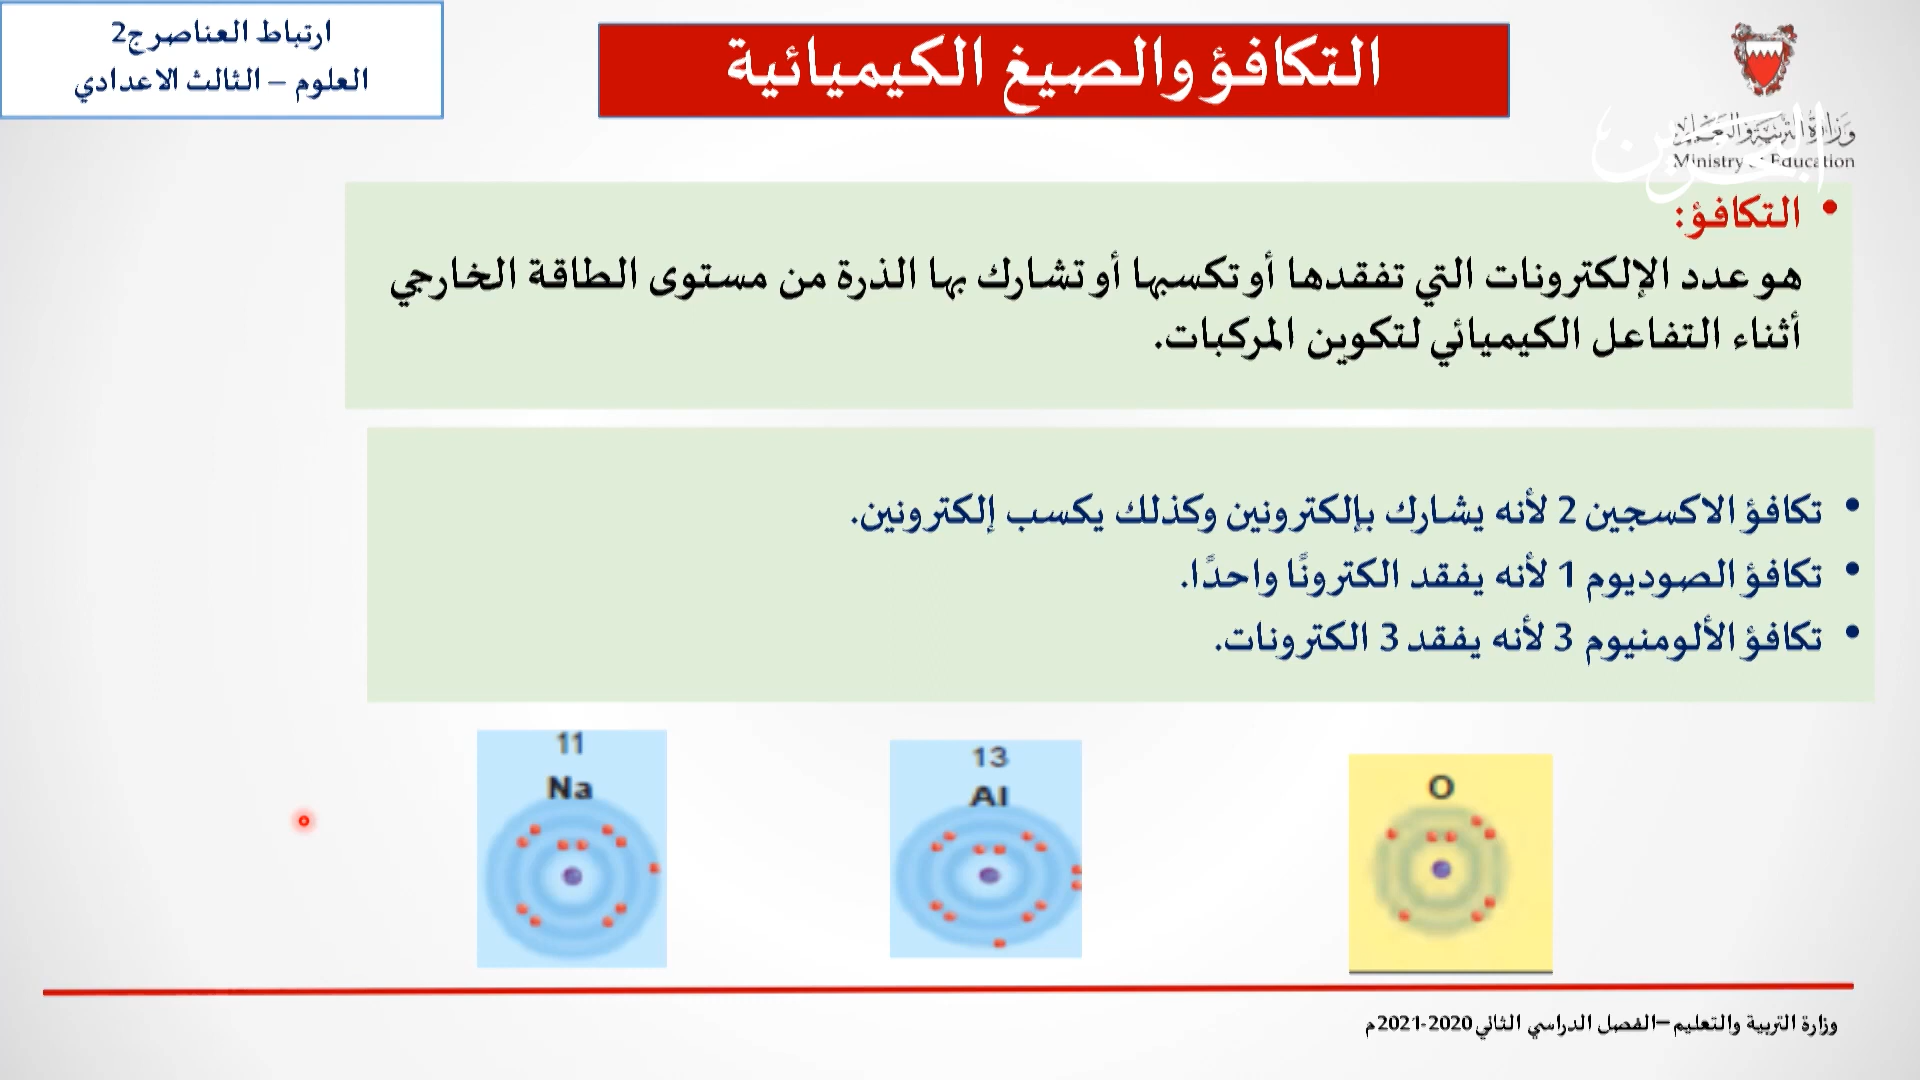 ارتباط العناصر ج2
العلوم – الثالث الاعدادي
التكافؤ والصيغ الكيميائية
وزارة التربية والتعليم
Ministry of Education
البحرين
• التكافؤ:
هو عدد الإلكترونات التي تفقدها أو تكسبها أو تشارك بها الذرة من مستوى الطاقة الخارجي
أثناء التفاعل الكيميائي لتكوين المركبات.
• تكافؤ الاكسجين 2 لأنه يشارك بإلكترونين وكذلك يكسب إلكترونين.
• تكافؤ الصوديوم 1 لأنه يفقد الكترونًا واحدًا.
• تكافؤ الألومنيوم 3 لأنه يفقد 3 الكترونات.
O
13
Al
11
Na
وزارة التربية والتعليم –الفصل الدراسي الثاني 2020-2021م